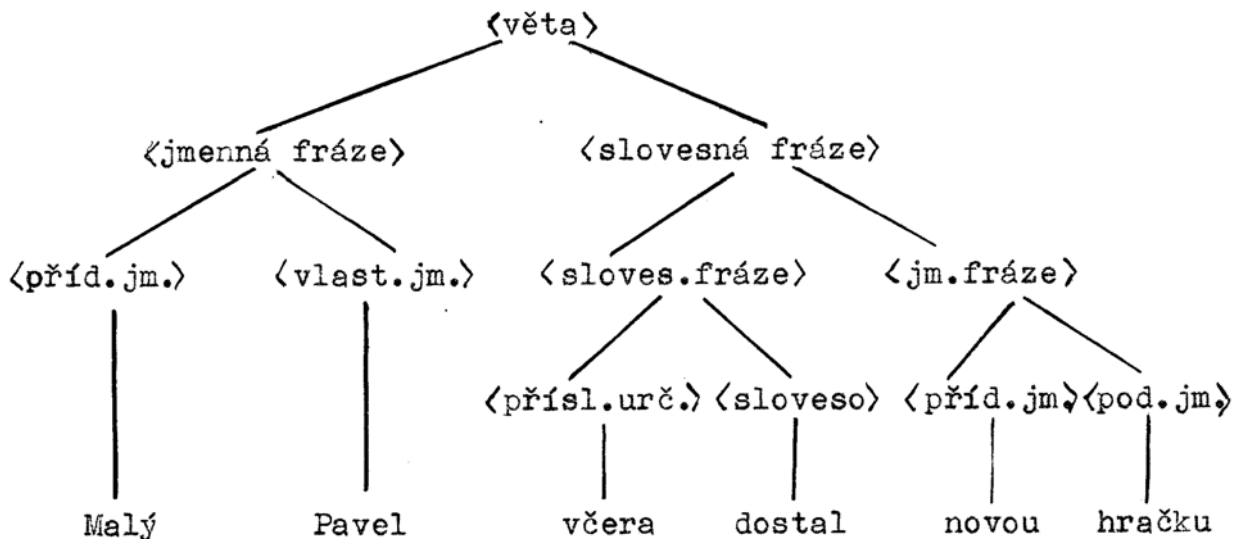 <věta>
<jmenná fráze> <slovesná fráze>
<příd.jm.> <vlast.jm.> <sloves.fráze> <jm.fráze>
<přísl.urč.> <sloveso> <příd.jm.> <pod.jm.>
Malý Pavel včera dostal novou hračku